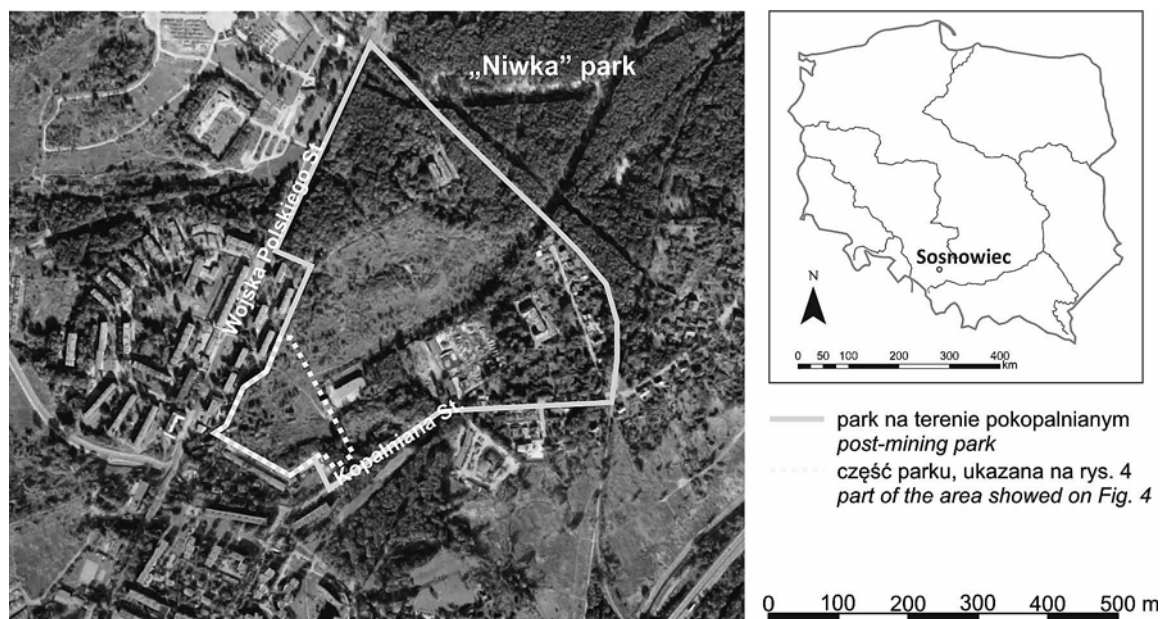 „Niwka” park
Wojska Polskiego St.
Kopalniana St.
Sosnowiec
N
0 50 100 200 300 400
km
park na terenie pokopalnianym
post-mining park
część parku, ukazana na rys. 4
part of the area showed on Fig. 4
0 100 200 300 400 500 m